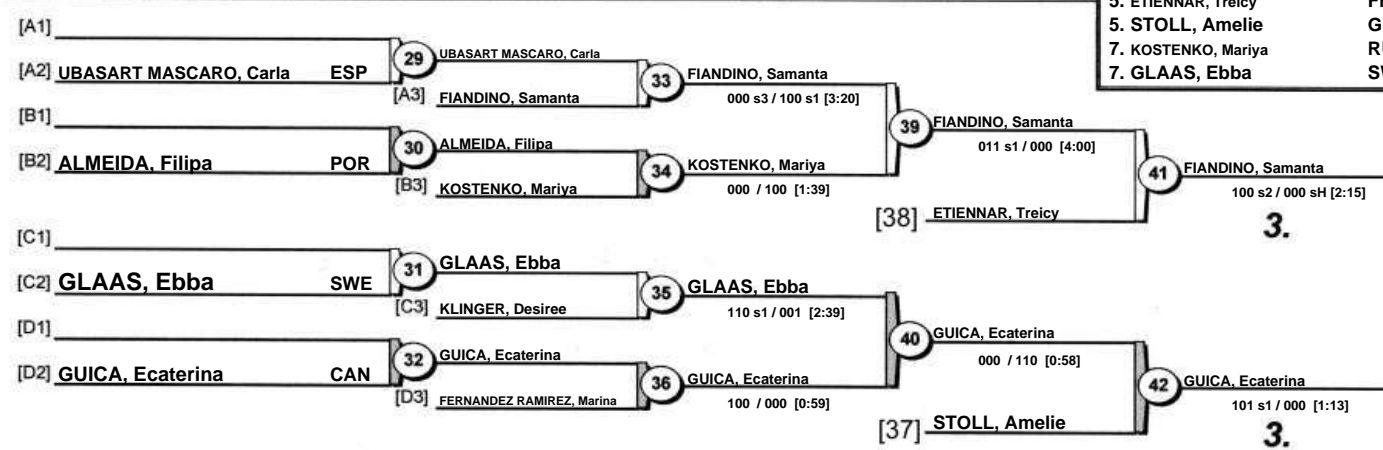 5. ETIENNAR, Treicy
5. STOLL, Amelie G
7. KOSTENKO, Mariya RU
7. GLAAS, Ebba SW
[A1]
[A2] UBASART MASCARO, Carla ESP
29
UBASART MASCARO, Carla
[A3] FIANDINO, Samanta
33
FIANDINO, Samanta
000 s3 / 100 s1 [3:20]
[B1]
[B2] ALMEIDA, Filipa POR
30
ALMEIDA, Filipa
[B3] KOSTENKO, Mariya
34
KOSTENKO, Mariya
000 / 100 [1:39]
39
FIANDINO, Samanta
011 s1 / 000 [4:00]
[38] ETIENNAR, Treicy
41
FIANDINO, Samanta
100 s2 / 000 sH [2:15]
3.
[C1]
[C2] GLAAS, Ebba SWE
31
GLAAS, Ebba
[C3] KLINGER, Desiree
35
GLAAS, Ebba
110 s1 / 001 [2:39]
[D1]
[D2] GUICA, Ecaterina CAN
32
GUICA, Ecaterina
[D3] FERNANDEZ RAMIREZ, Marina
36
GUICA, Ecaterina
100 / 000 [0:59]
40
GUICA, Ecaterina
000 / 110 [0:58]
[37] STOLL, Amelie
42
GUICA, Ecaterina
101 s1 / 000 [1:13]
3.